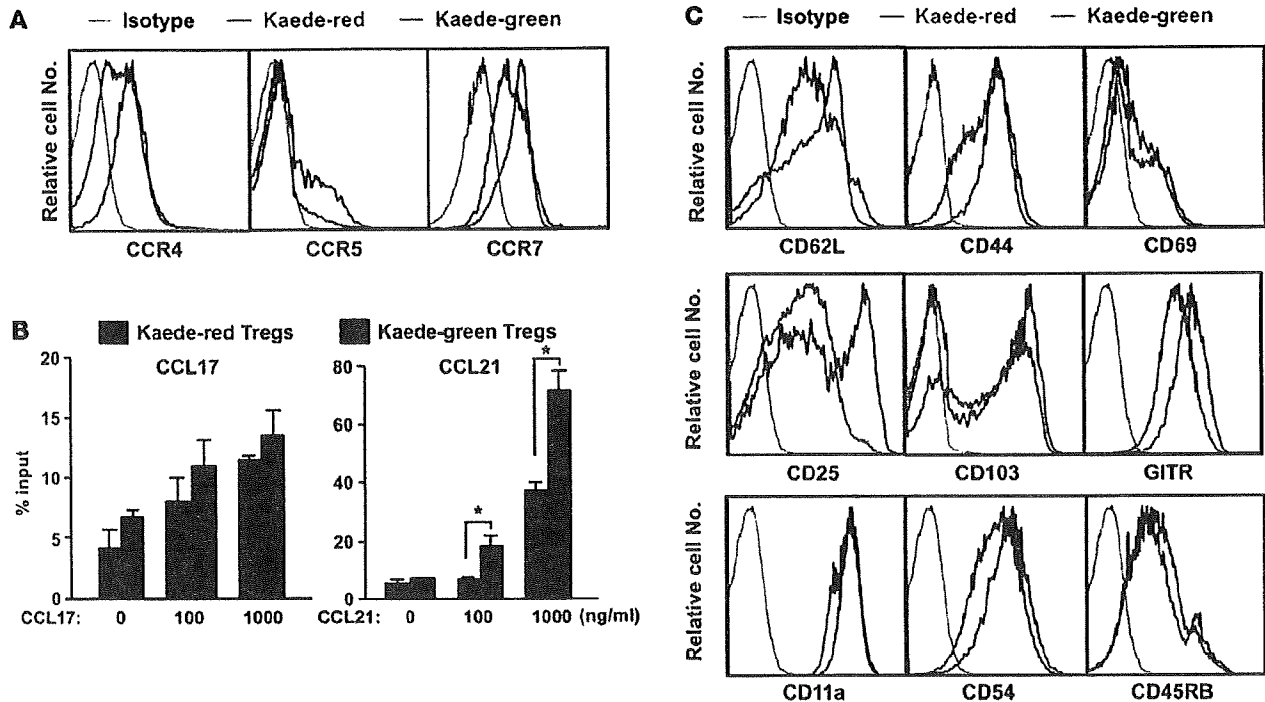 A
Isotype Kaede-red Kaede-green
Relative cell No.
CCR4 CCR5 CCR7
B
Kaede-red Tregs Kaede-green Tregs
CCL17 CCL21
% input
20
15
10
5
0
80
60
40
20
0
CCL17: 0 100 1000
CCL21: 0 100 1000 (ng/ml)
*
*
C
Isotype Kaede-red Kaede-green
Relative cell No.
CD62L CD44 CD69
Relative cell No.
CD25 CD103 GITR
Relative cell No.
CD11a CD54 CD45RB